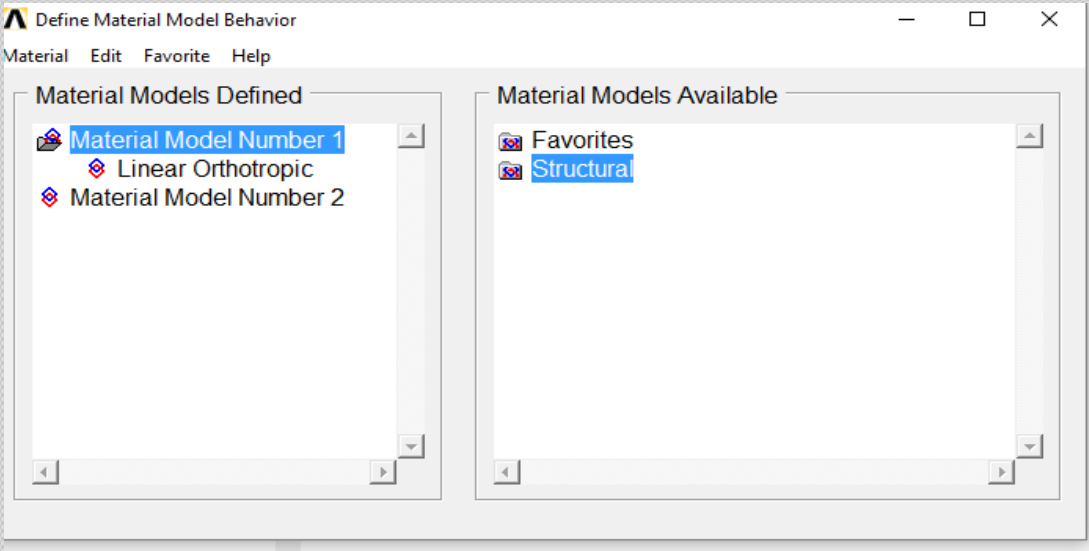 Define Material Model Behavior
Material Edit Favorite Help
Material Models Defined
Material Model Number 1
Linear Orthotropic
Material Model Number 2
Material Models Available
Favorites
Structural